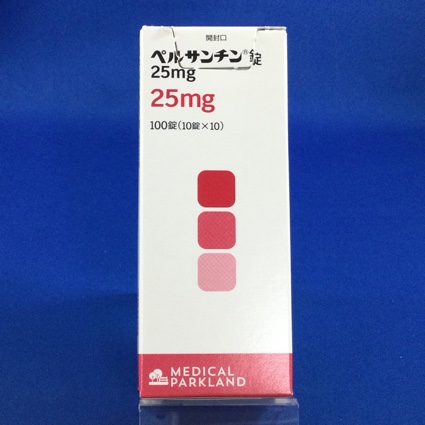 開封口
ペルサンチン®錠
25mg
25mg
100錠(10錠×10)
MEDICAL
PARKLAND